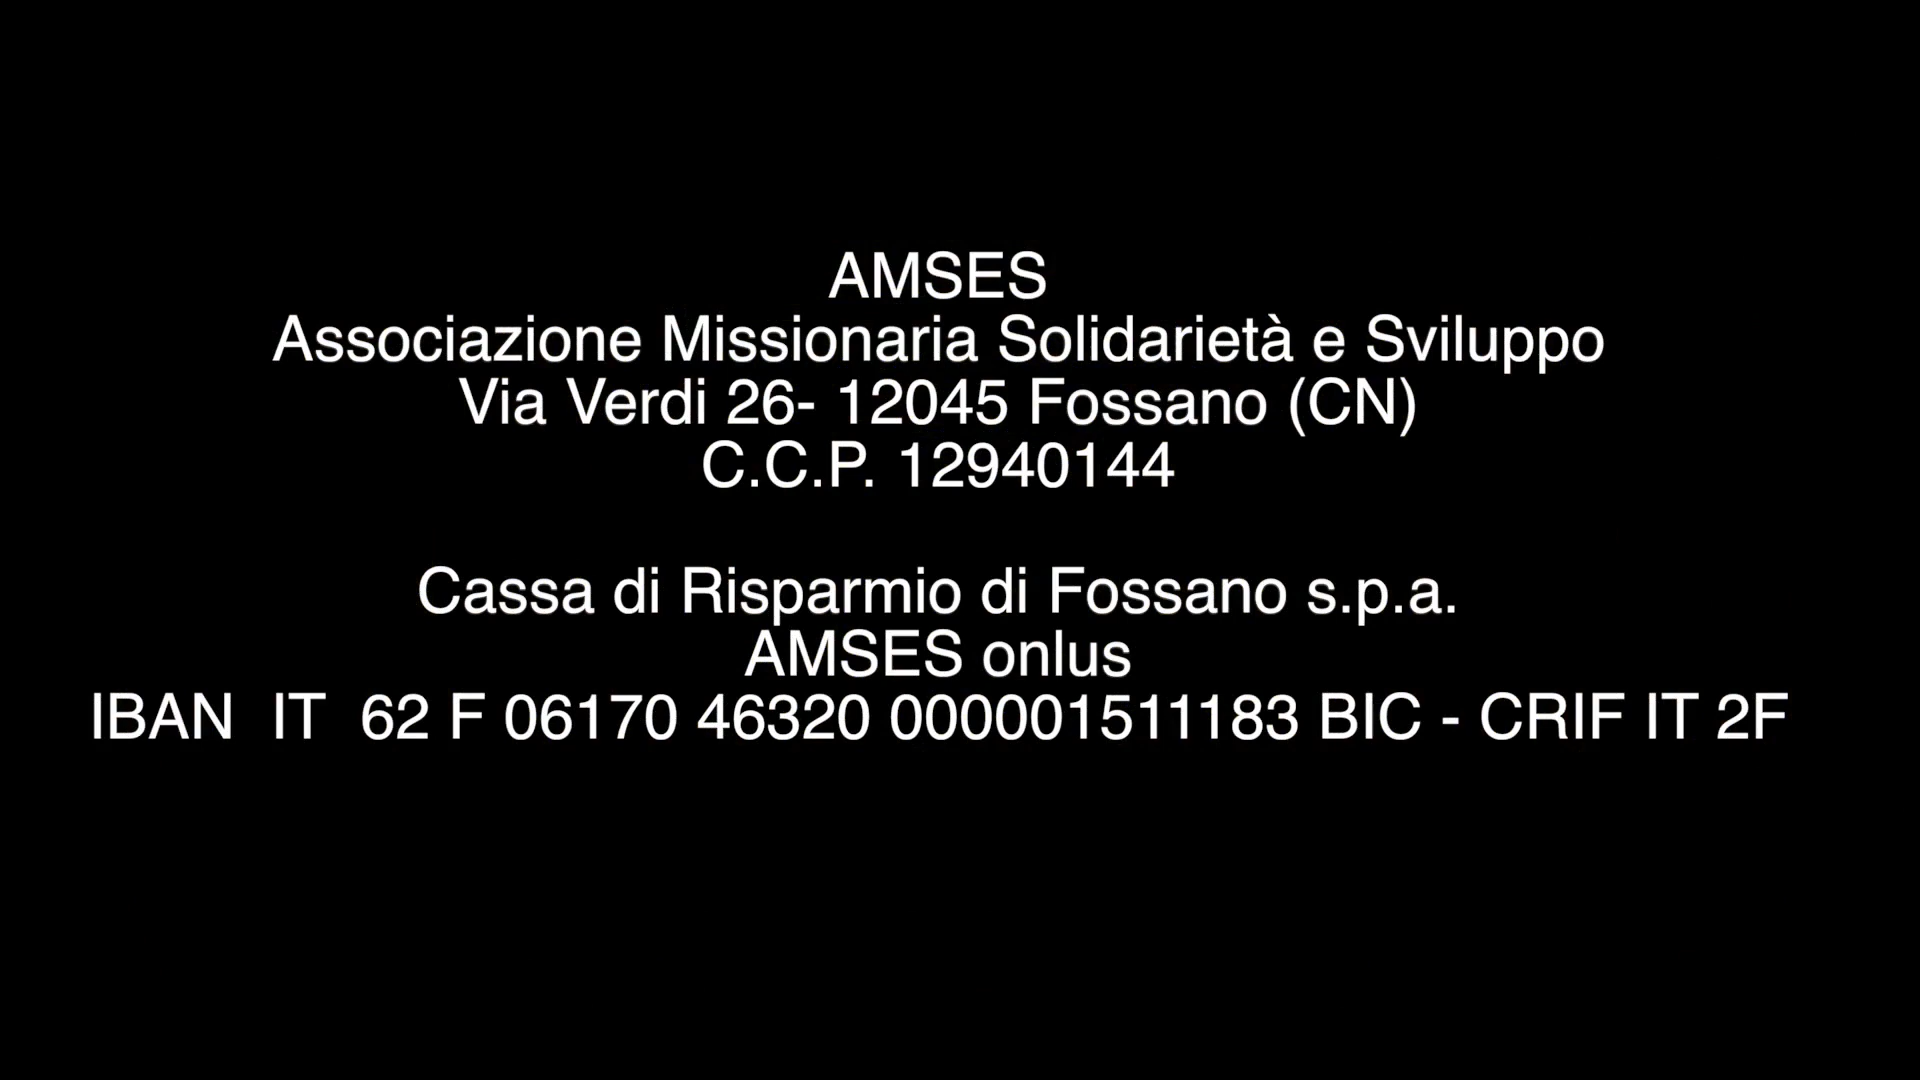 AMSES
Associazione Missionaria Solidarietà e Sviluppo
Via Verdi 26- 12045 Fossano (CN)
C.C.P. 12940144
Cassa di Risparmio di Fossano s.p.a.
AMSES onlus
IBAN  IT  62 F 06170 46320 000001511183 BIC - CRIF IT 2F